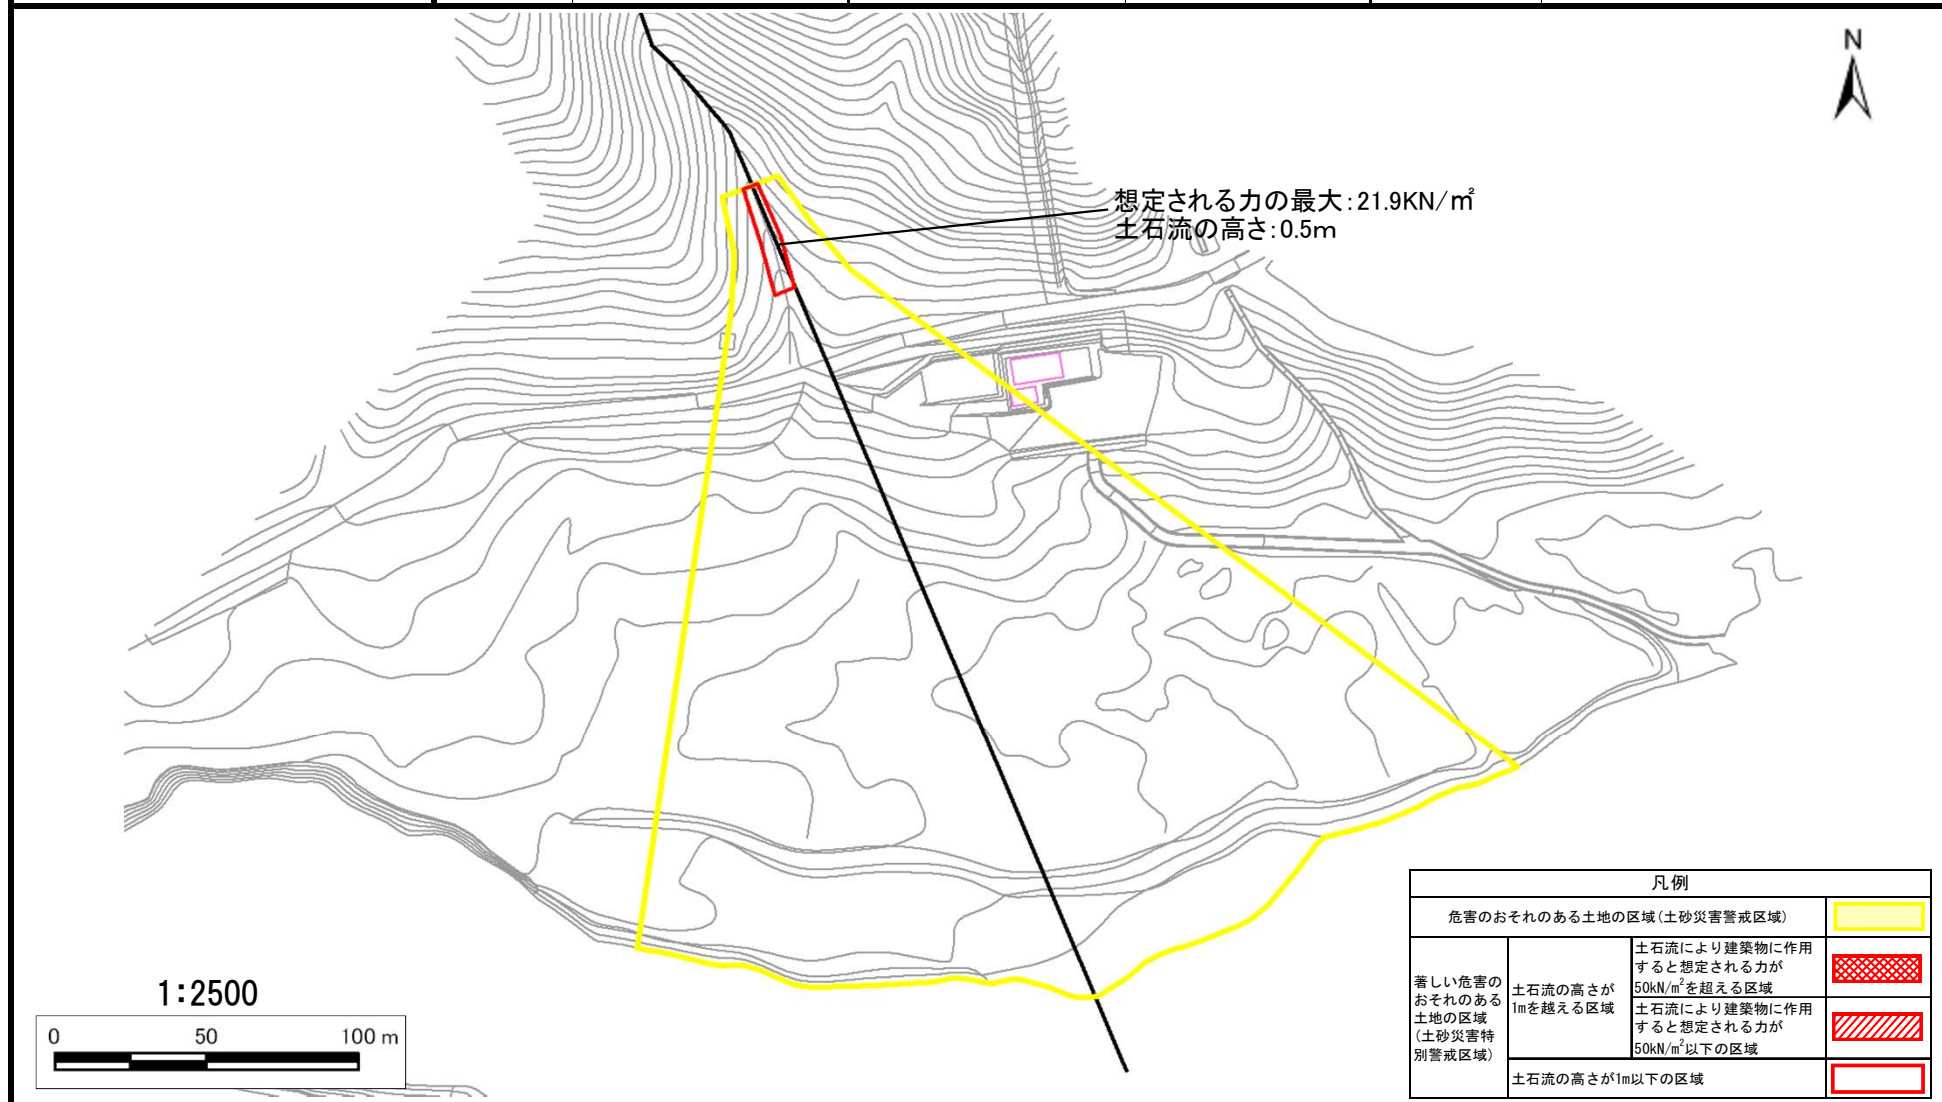 N
想定される力の最大:21.9KN/㎡
土石流の高さ:0.5m
1:2500
0 50 100 m
凡例
危害のおそれのある土地の区域(土砂災害警戒区域)
著しい危害の
おそれのある
土地の区域
(土砂災害特
別警戒区域)
土石流の高さが
1mを越える区域
土石流により建築物に作用
すると想定される力が
50kN/m²を超える区域
土石流により建築物に作用
すると想定される力が
50kN/m²以下の区域
土石流の高さが1m以下の区域